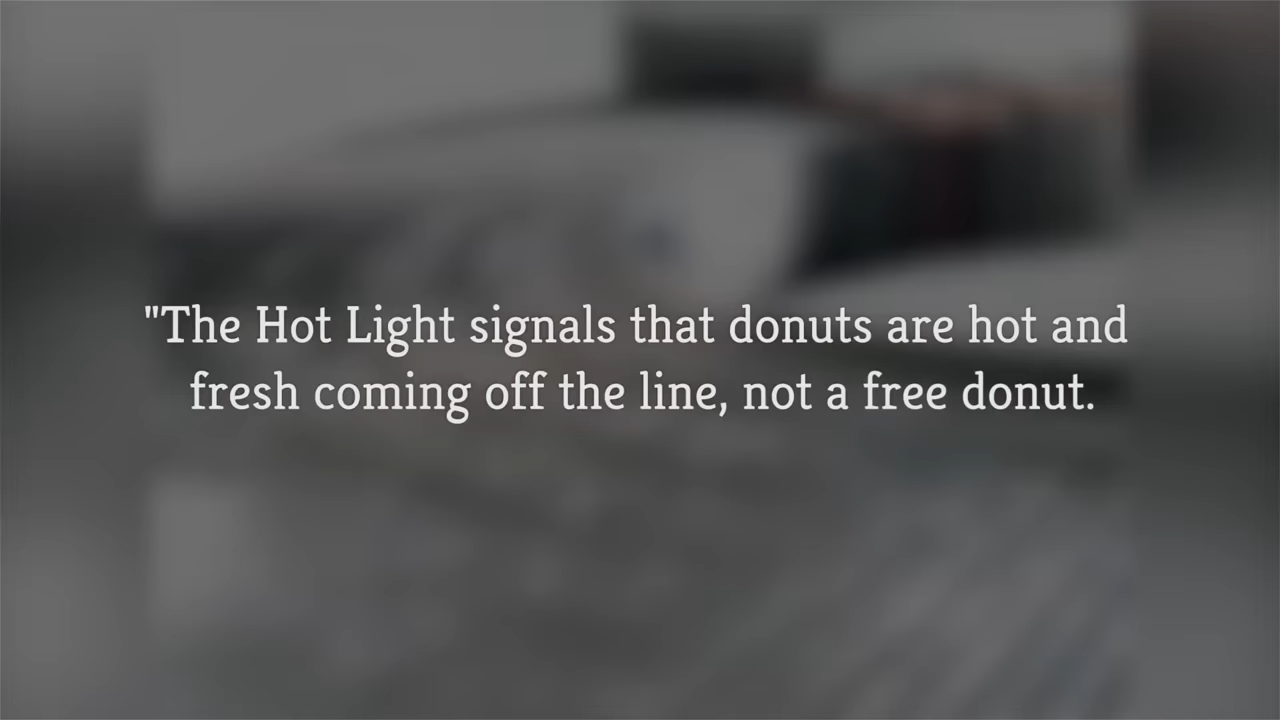 "The Hot Light signals that donuts are hot and
fresh coming off the line, not a free donut.